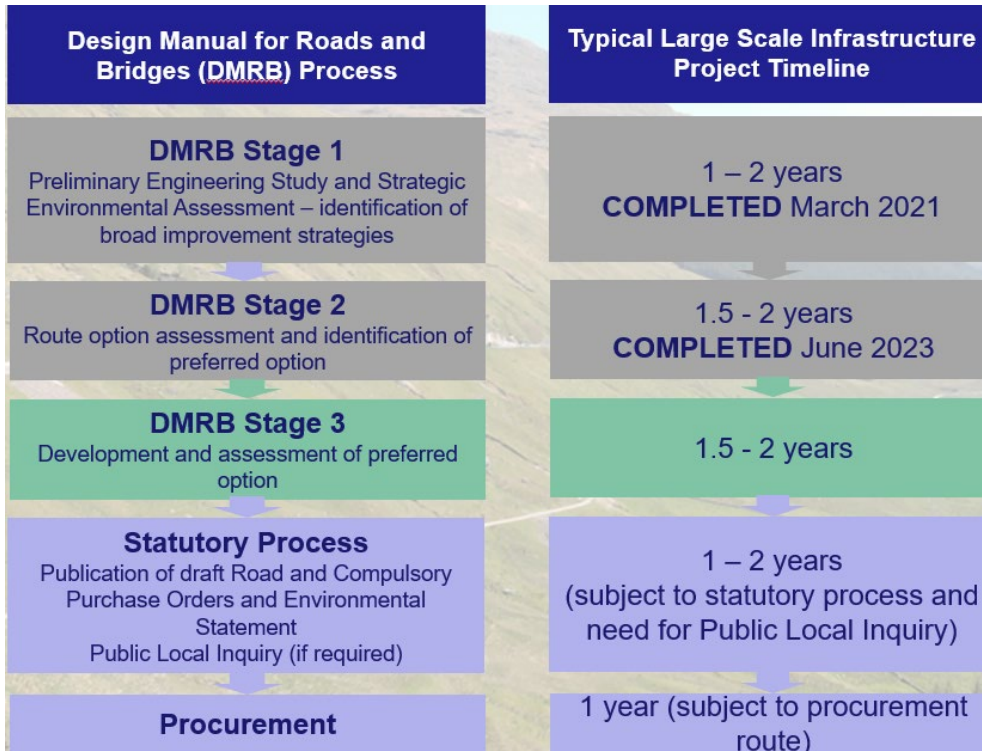 Design Manual for Roads and
Bridges (DMRB) Process
Typical Large Scale Infrastructure
Project Timeline
DMRB Stage 1
Preliminary Engineering Study and Strategic
Environmental Assessment – identification of
broad improvement strategies
1 – 2 years
COMPLETED March 2021
DMRB Stage 2
Route option assessment and identification of
preferred option
1.5 - 2 years
COMPLETED June 2023
DMRB Stage 3
Development and assessment of preferred
option
1.5 - 2 years
Statutory Process
Publication of draft Road and Compulsory
Purchase Orders and Environmental
Statement
Public Local Inquiry (if required)
1 – 2 years
(subject to statutory process and
need for Public Local Inquiry)
Procurement
1 year (subject to procurement
route)